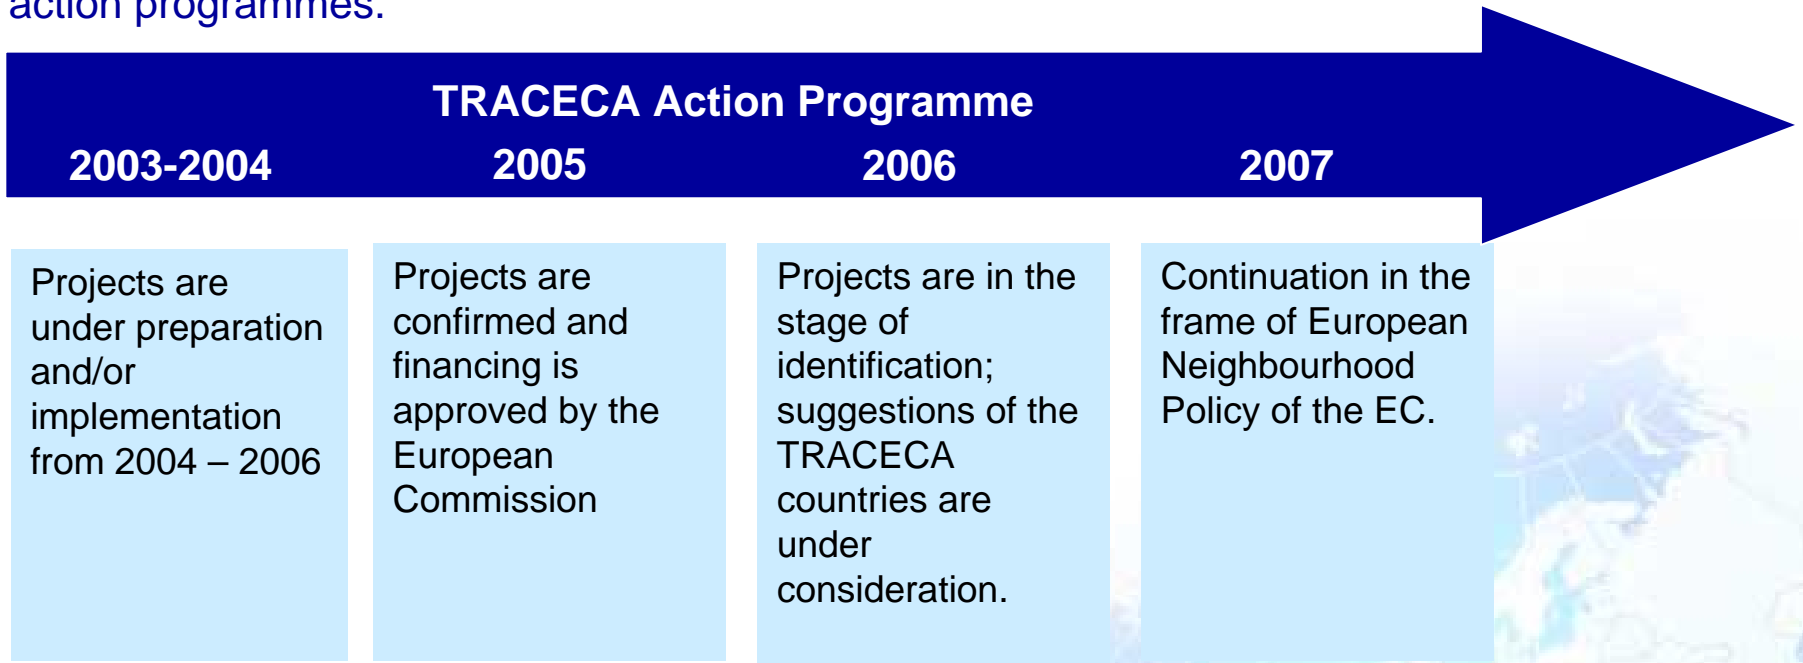 action programmes.
TRACECA Action Programme
2003-2004 2005 2006 2007
Projects are
under preparation
and/or
implementation
from 2004 – 2006
Projects are
confirmed and
financing is
approved by the
European
Commission
Projects are in the
stage of
identification;
suggestions of the
TRACECA
countries are
under
consideration.
Continuation in the
frame of European
Neighbourhood
Policy of the EC.